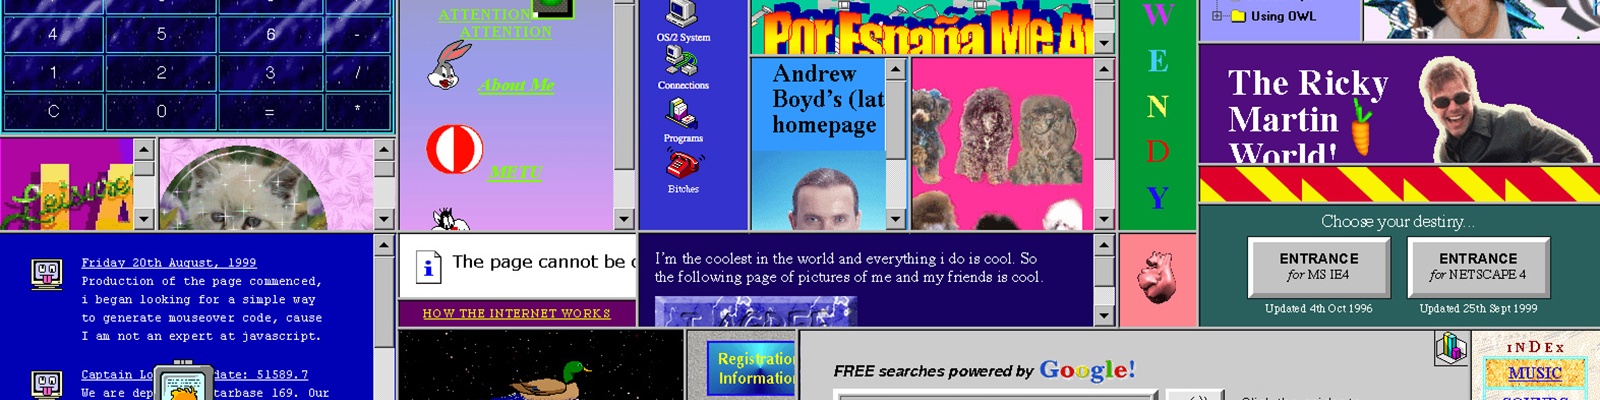 4 5 6 -
1 2 3 /
C 0 = *
ATTENTION
ATTENTION
About Me
METU
OS/2 System
Connections
Programs
Bitches
Por España Me A
Andrew
Boyd's (lat
homepage
W
E
N
D
Y
Using OWL
The Ricky
Martin
World!
Choose your destiny...
ENTRANCE
for MS IE4
Updated 4th Oct 1996
ENTRANCE
for NETSCAPE 4
Updated 25th Sept 1999
Friday 20th August, 1999
Production of the page commenced,
i began looking for a simple way
to generate mouseover code, cause
I am not an expert at javascript.
Captain Lo date: 51589.7
We are dep tarbase 169. Our
The page cannot be
HOW THE INTERNET WORKS
I'm the coolest in the world and everything i do is cool. So
the following page of pictures of me and my friends is cool.
Registration
Information
FREE searches powered by Google!
iNDEx
MUSIC
SOUNDS